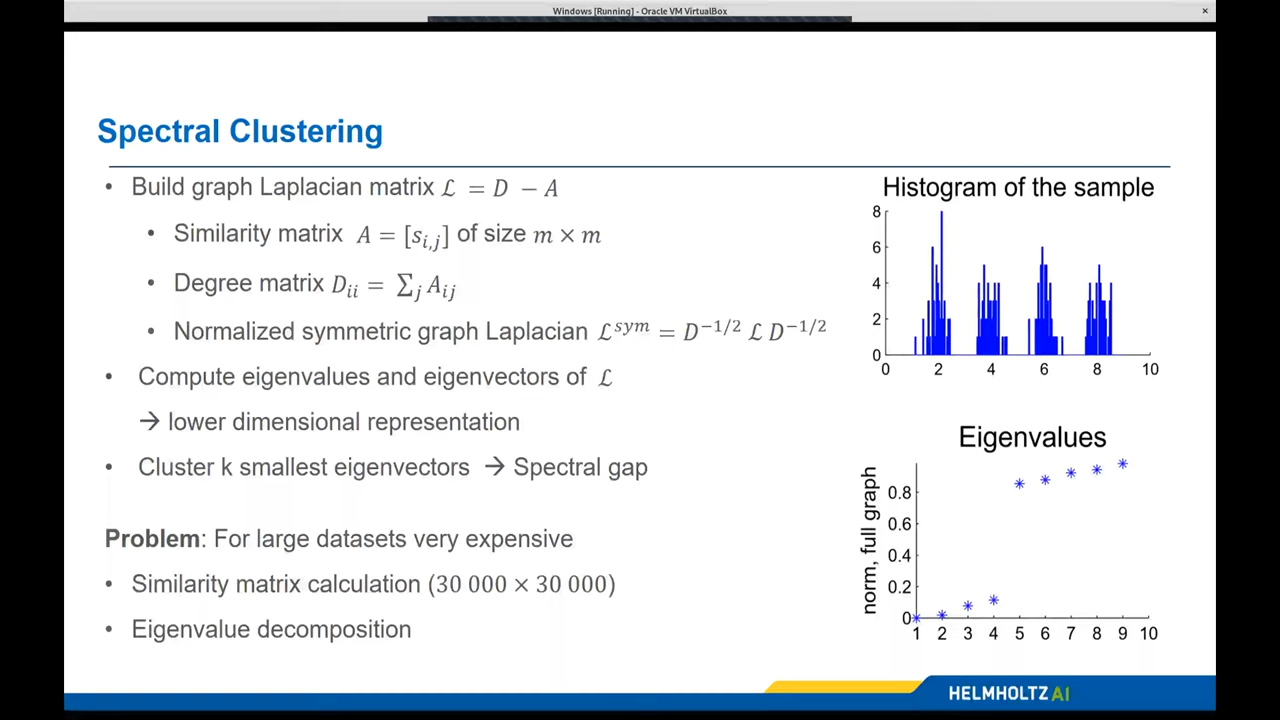 Windows [Running] - Oracle VM VirtualBox
×
Spectral Clustering
• Build graph Laplacian matrix ℒ = D − A
• Similarity matrix A = [s_{i,j}] of size m × m
• Degree matrix D_{ii} = ∑_j A_{ij}
• Normalized symmetric graph Laplacian ℒ^{sym} = D^{−1/2} ℒ D^{−1/2}
• Compute eigenvalues and eigenvectors of ℒ
→ lower dimensional representation
• Cluster k smallest eigenvectors → Spectral gap
Problem: For large datasets very expensive
• Similarity matrix calculation (30 000 × 30 000)
• Eigenvalue decomposition
Histogram of the sample
8
6
4
2
0
0 2 4 6 8 10
Eigenvalues
norm, full graph
0.8
0.6
0.4
0.2
0
1 2 3 4 5 6 7 8 9 10
HELMHOLTZ AI